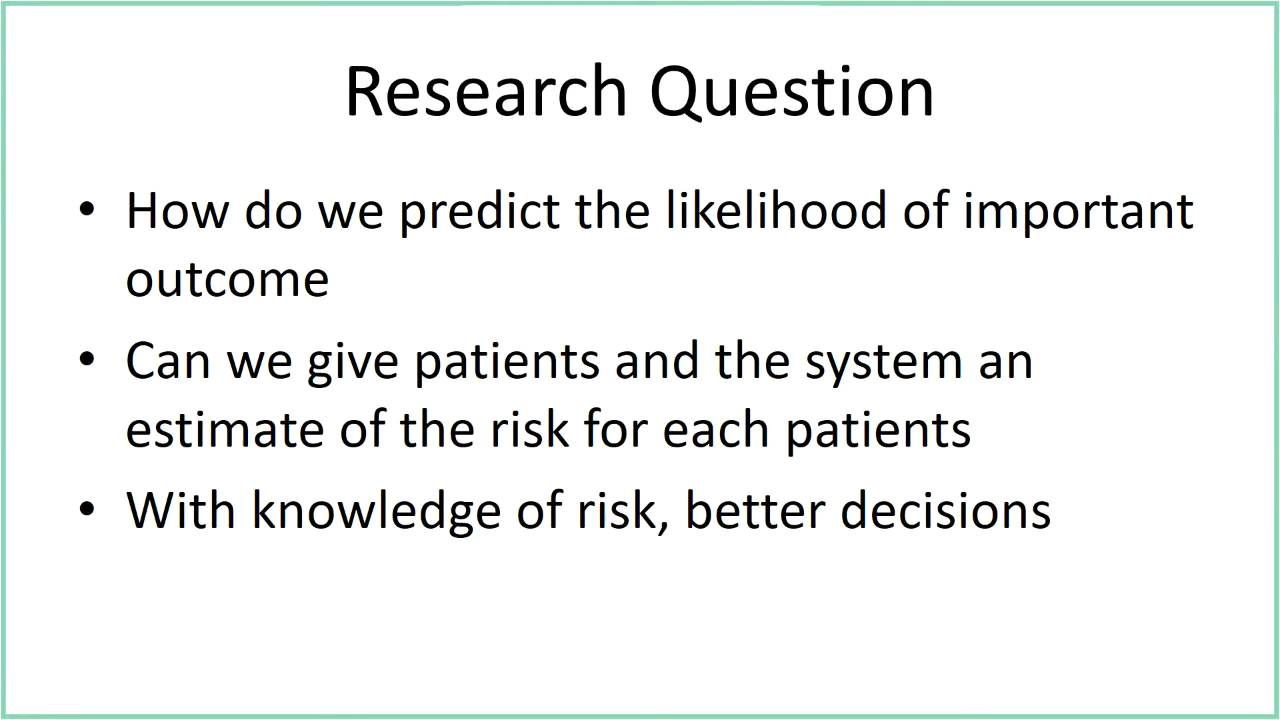 Research Question
• How do we predict the likelihood of important
outcome
• Can we give patients and the system an
estimate of the risk for each patients
• With knowledge of risk, better decisions